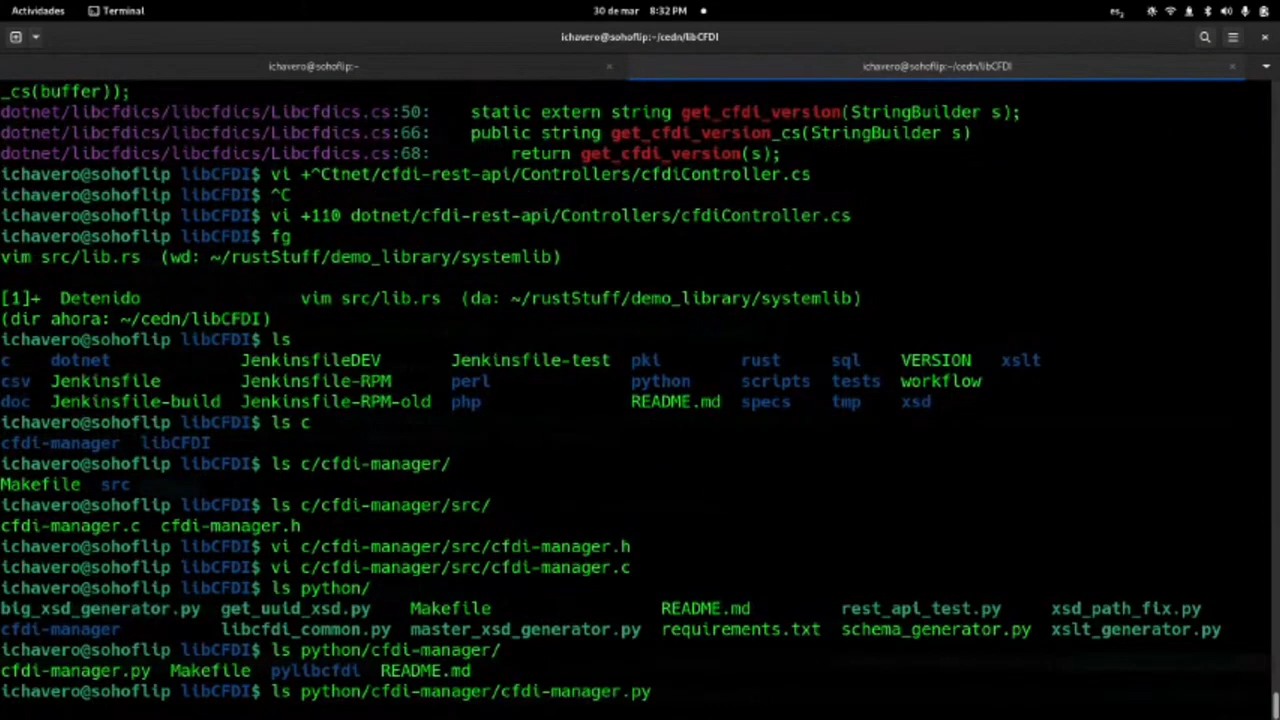 Actividades Terminal 30 de mar 8:32 PM es₂
ichavero@sohoflip:~/cedn/libCFDI
ichavero@sohoflip:~ ichavero@sohoflip:~/cedn/libCFDI
_cs(buffer));
dotnet/libcfdics/libcfdics/Libcfdics.cs:50: static extern string get_cfdi_version(StringBuilder s);
dotnet/libcfdics/libcfdics/Libcfdics.cs:66: public string get_cfdi_version_cs(StringBuilder s)
dotnet/libcfdics/libcfdics/Libcfdics.cs:68: return get_cfdi_version(s);
ichavero@sohoflip libCFDI$ vi +^Ctnet/cfdi-rest-api/Controllers/cfdiController.cs
ichavero@sohoflip libCFDI$ ^C
ichavero@sohoflip libCFDI$ vi +110 dotnet/cfdi-rest-api/Controllers/cfdiController.cs
ichavero@sohoflip libCFDI$ fg
vim src/lib.rs (wd: ~/rustStuff/demo_library/systemlib)
[1]+ Detenido vim src/lib.rs (da: ~/rustStuff/demo_library/systemlib)
(dir ahora: ~/cedn/libCFDI)
ichavero@sohoflip libCFDI$ ls
c dotnet JenkinsfileDEV Jenkinsfile-test pki rust sql VERSION xslt
csv Jenkinsfile Jenkinsfile-RPM perl python scripts tests workflow
doc Jenkinsfile-build Jenkinsfile-RPM-old php README.md specs tmp xsd
ichavero@sohoflip libCFDI$ ls c
cfdi-manager libCFDI
ichavero@sohoflip libCFDI$ ls c/cfdi-manager/
Makefile src
ichavero@sohoflip libCFDI$ ls c/cfdi-manager/src/
cfdi-manager.c cfdi-manager.h
ichavero@sohoflip libCFDI$ vi c/cfdi-manager/src/cfdi-manager.h
ichavero@sohoflip libCFDI$ vi c/cfdi-manager/src/cfdi-manager.c
ichavero@sohoflip libCFDI$ ls python/
big_xsd_generator.py get_uuid_xsd.py Makefile README.md rest_api_test.py xsd_path_fix.py
cfdi-manager libcfdi_common.py master_xsd_generator.py requirements.txt schema_generator.py xslt_generator.py
ichavero@sohoflip libCFDI$ ls python/cfdi-manager/
cfdi-manager.py Makefile pylibcfdi README.md
ichavero@sohoflip libCFDI$ ls python/cfdi-manager/cfdi-manager.py